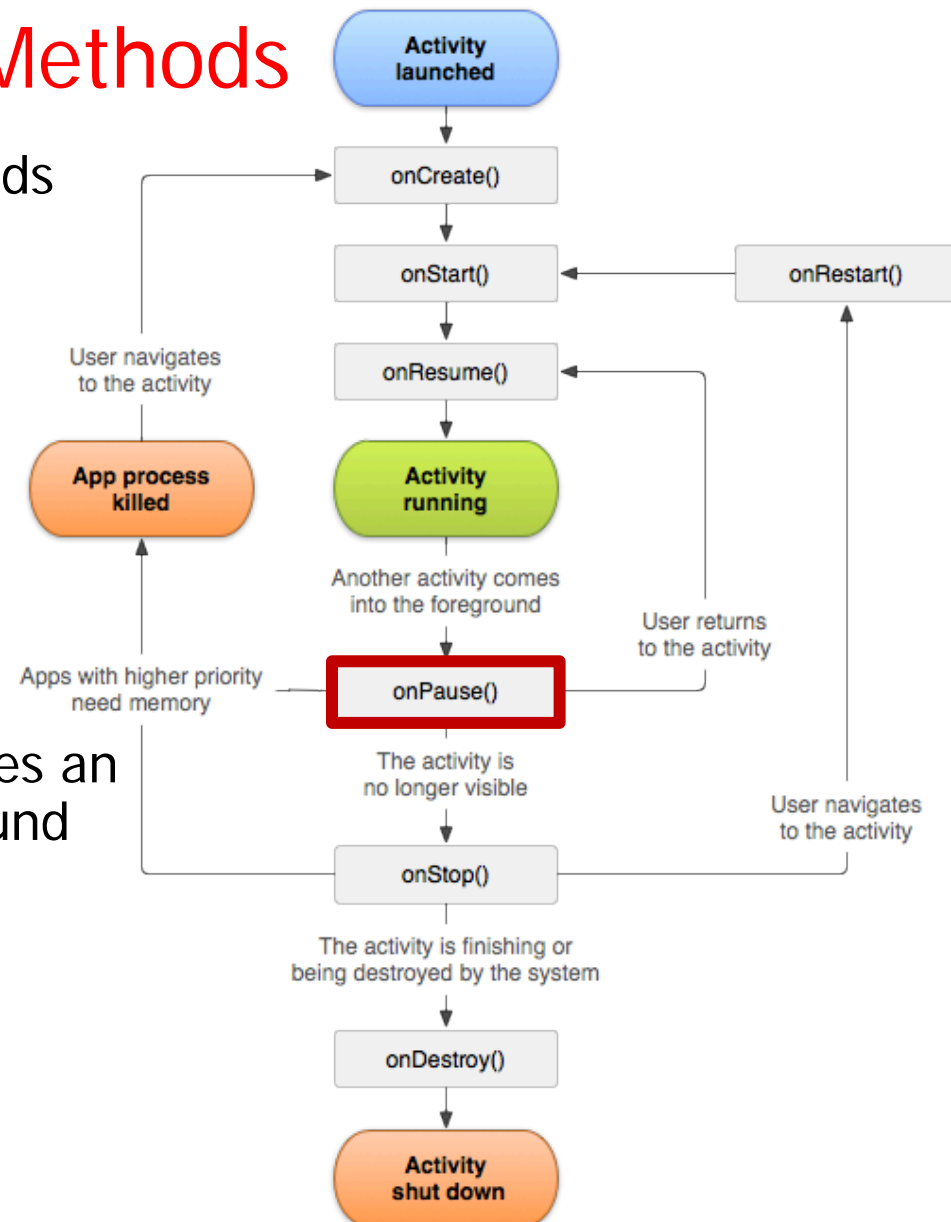 Methods
ds
Activity
launched
onCreate()
onStart()
onRestart()
onResume()
User navigates
to the activity
App process
killed
Activity
running
Another activity comes
into the foreground
User returns
to the activity
Apps with higher priority
need memory
onPause()
es an
und
The activity is
no longer visible
User navigates
to the activity
onStop()
The activity is finishing or
being destroyed by the system
onDestroy()
Activity
shut down